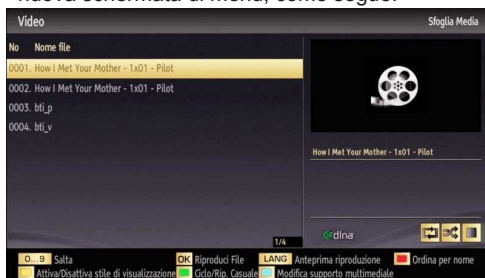 nuova schermata di menu, come segue:
Video
Sfoglia Media
No Nome file
0001. How I Met Your Mother - 1x01 - Pilot
0002. How I Met Your Mother - 1x01 - Pilot
0003. bti_p
0004. bti_v
How I Met Your Mother - 1x01 - Pilot
1/4
Ordina
0...9 Salta
OK Riproduci File
LANG Anteprima riproduzione
Ordina per nome
Attiva/Disattiva stile di visualizzazione
Ciclo/Rip. Casuale
Modifica supporto multimediale